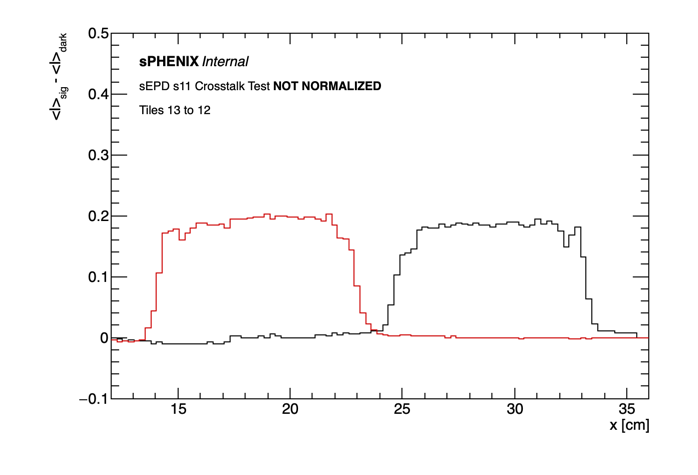 <I>sig - <I>dark
0.5
0.4
0.3
0.2
0.1
0
−0.1
sPHENIX Internal
sEPD s11 Crosstalk Test NOT NORMALIZED
Tiles 13 to 12
15 20 25 30 35
x [cm]